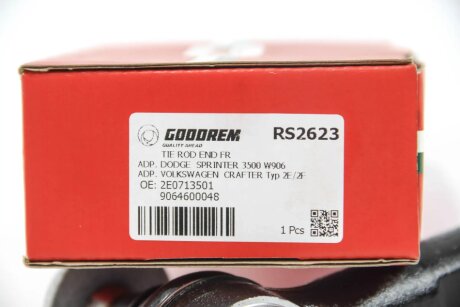 GOODREM
QUALITY AHEAD
RS2623
TIE ROD END FR
ADP. DODGE SPRINTER 3500 W906
ADP. VOLKSWAGEN CRAFTER Typ 2E/2F
OE: 2E0713501
9064600048
1 Pcs